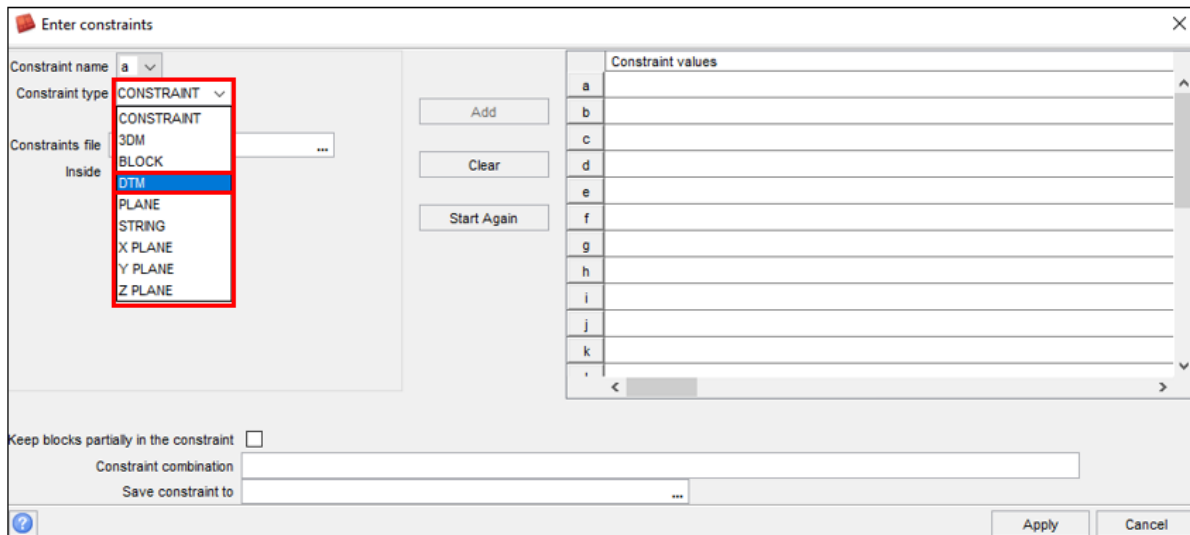 Enter constraints
Constraint name a
Constraint type CONSTRAINT
CONSTRAINT
3DM
BLOCK
DTM
PLANE
STRING
X PLANE
Y PLANE
Z PLANE
Constraints file ...
Inside
Add
Clear
Start Again
Constraint values
a
b
c
d
e
f
g
h
i
j
k
Keep blocks partially in the constraint
Constraint combination
Save constraint to ...
?
Apply Cancel